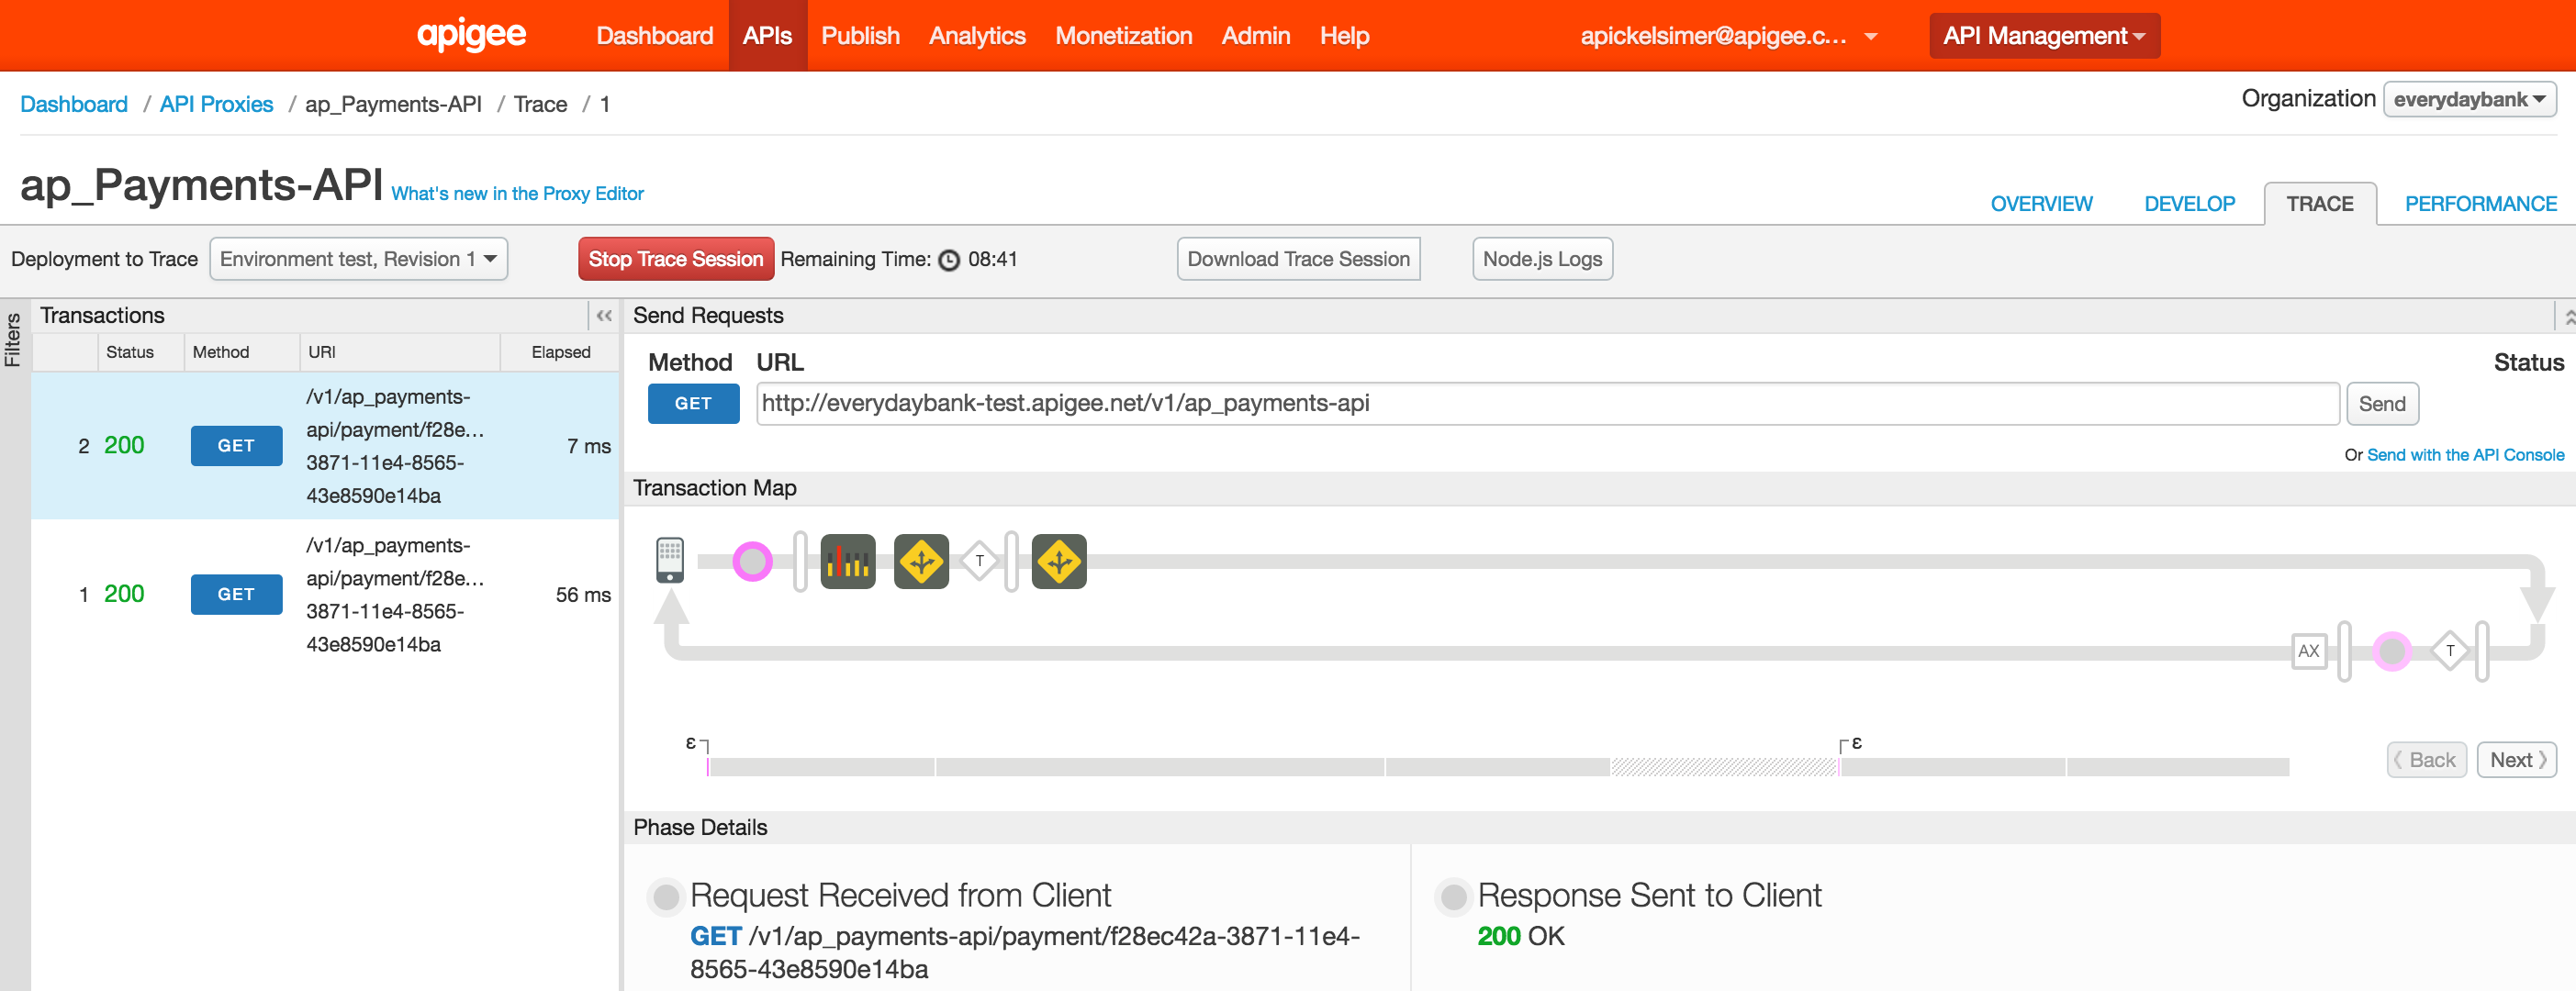 apigee Dashboard APIs Publish Analytics Monetization Admin Help apickelsimer@apigee.c... API Management
Dashboard / API Proxies / ap_Payments-API / Trace / 1 Organization everydaybank
ap_Payments-API What's new in the Proxy Editor OVERVIEW DEVELOP TRACE PERFORMANCE
Deployment to Trace Environment test, Revision 1 Stop Trace Session Remaining Time: 08:41 Download Trace Session Node.js Logs
Filters
Transactions «
Status Method URI Elapsed
2 200 GET /v1/ap_payments-
api/payment/f28e...
3871-11e4-8565-
43e8590e14ba
7 ms
1 200 GET /v1/ap_payments-
api/payment/f28e...
3871-11e4-8565-
43e8590e14ba
56 ms
Send Requests
Method URL Status
GET http://everydaybank-test.apigee.net/v1/ap_payments-api Send
Or Send with the API Console
Transaction Map
T
AX T
ε ε
Back Next
Phase Details
Request Received from Client
GET /v1/ap_payments-api/payment/f28ec42a-3871-11e4-
8565-43e8590e14ba
Response Sent to Client
200 OK